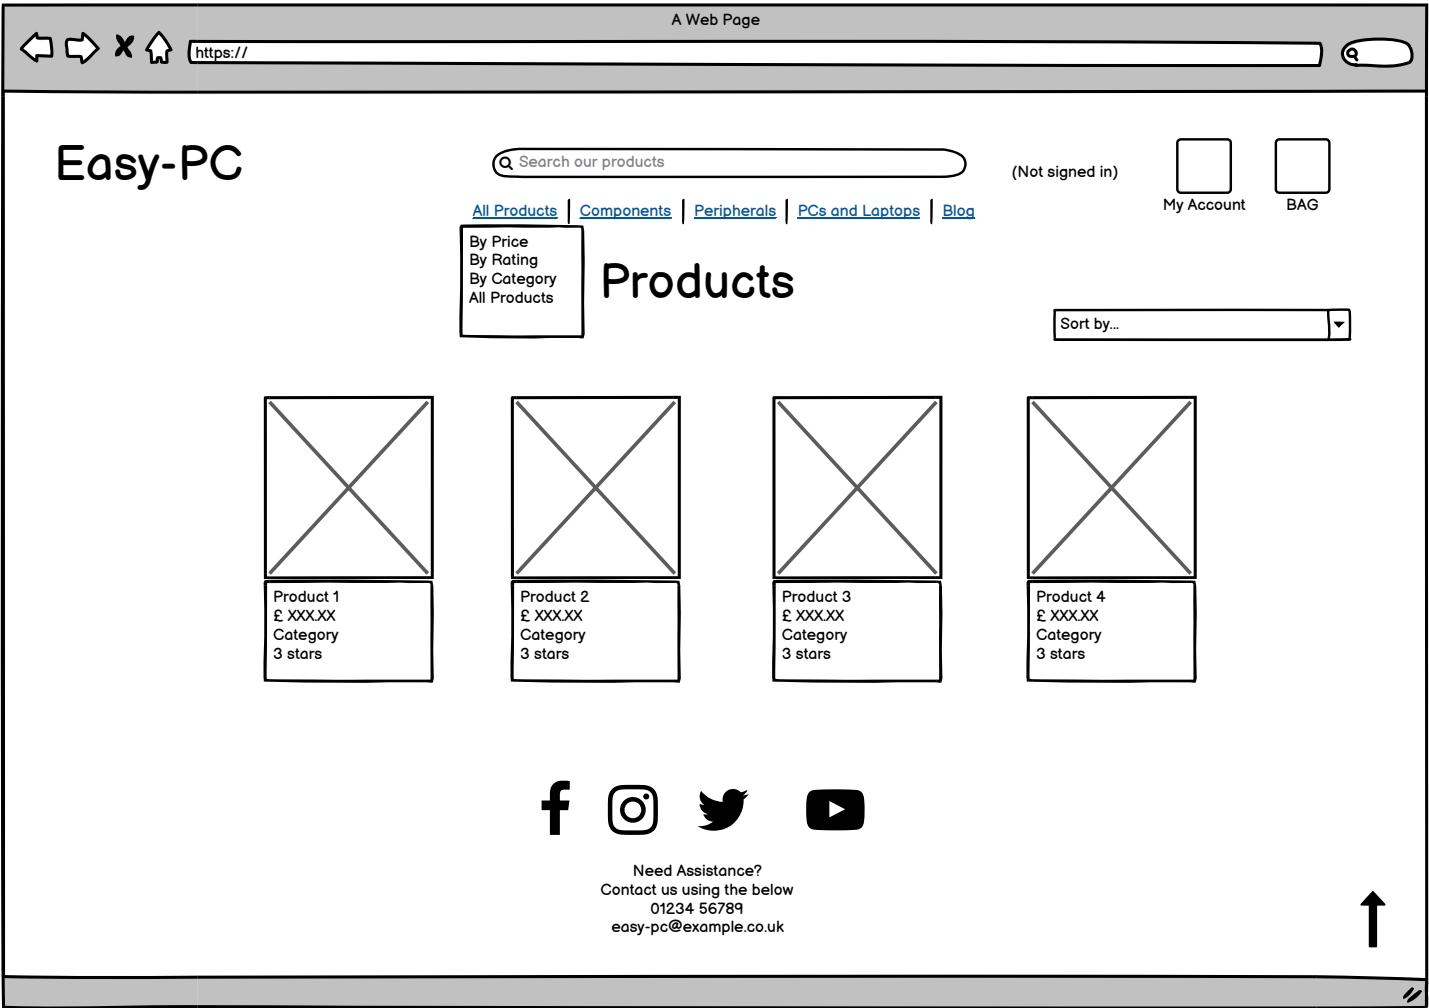 A Web Page
https://
Easy-PC
Search our products
(Not signed in)
My Account
BAG
All Products
Components
Peripherals
PCs and Laptops
Blog
By Price
By Rating
By Category
All Products
Products
Sort by...
Product 1
£ XXX.XX
Category
3 stars
Product 2
£ XXX.XX
Category
3 stars
Product 3
£ XXX.XX
Category
3 stars
Product 4
£ XXX.XX
Category
3 stars
Need Assistance?
Contact us using the below
01234 56789
easy-pc@example.co.uk